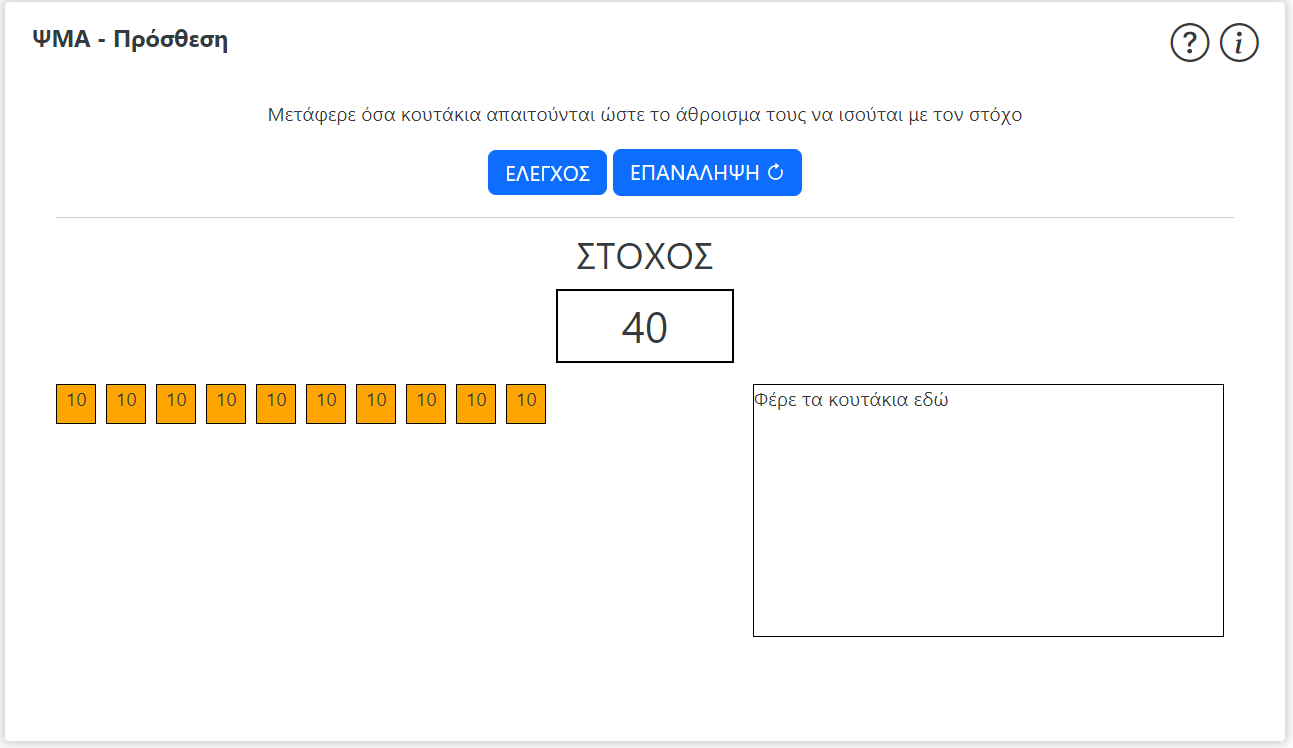 ΨΜΑ - Πρόσθεση
? i
Μετάφερε όσα κουτάκια απαιτούνται ώστε το άθροισμα τους να ισούται με τον στόχο
ΕΛΕΓΧΟΣ ΕΠΑΝΑΛΗΨΗ
ΣΤΟΧΟΣ
40
10 10 10 10 10 10 10 10 10 10
Φέρε τα κουτάκια εδώ